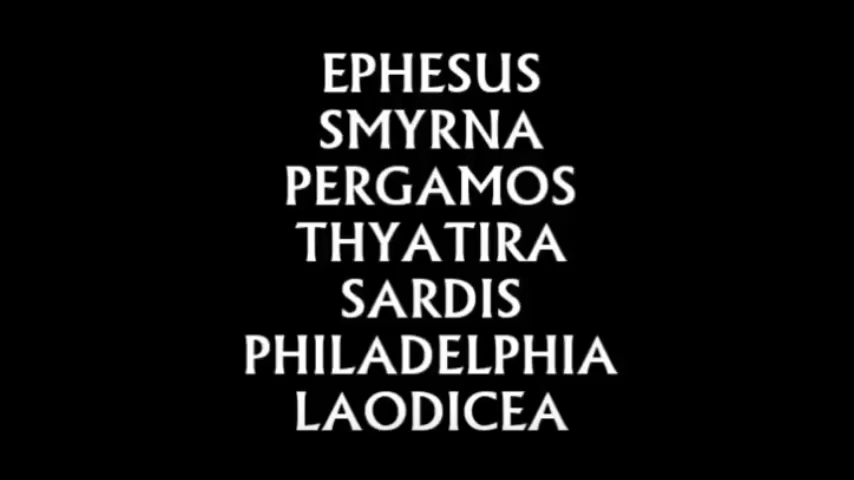 EPHESUS
SMYRNA
PERGAMOS
THYATIRA
SARDIS
PHILADELPHIA
LAODICEA